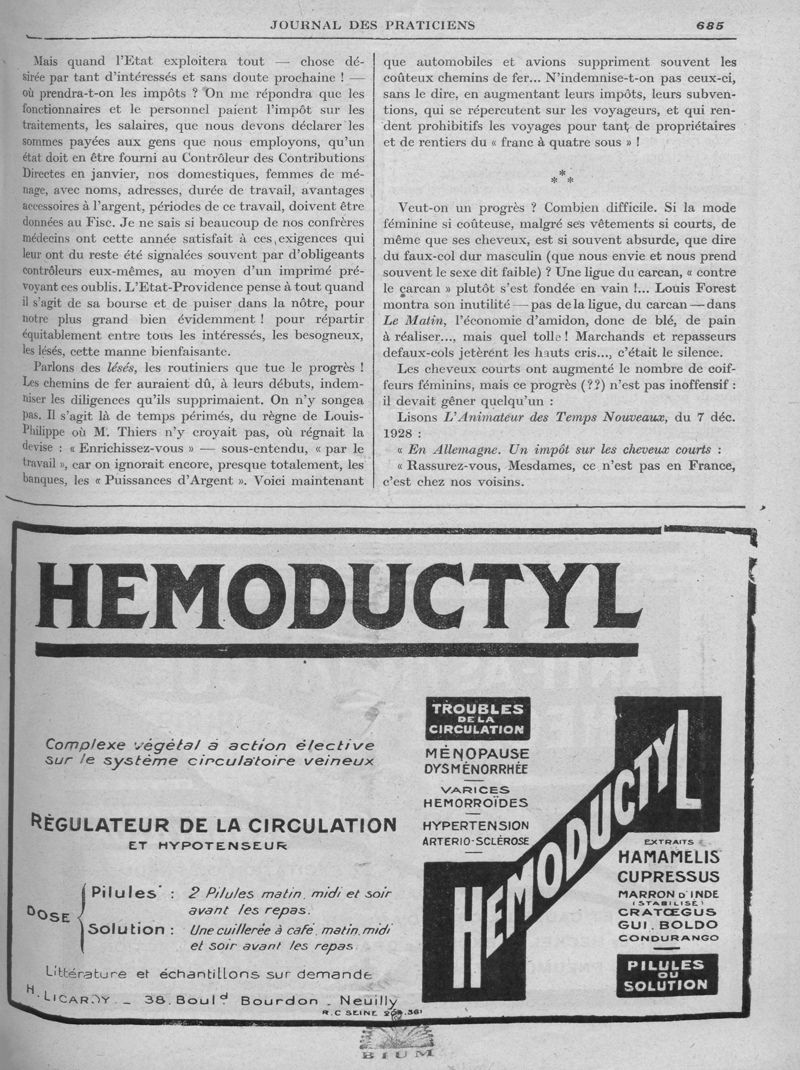 JOURNAL DES PRATICIENS 685
Mais quand l'Etat exploitera tout — chose dé-
sirée par tant d'intéressés et sans doute prochaine ! —
où prendra-t-on les impôts ? On me répondra que les
fonctionnaires et le personnel paient l'impôt sur les
traitements, les salaires, que nous devons déclarer les
sommes payées aux gens que nous employons, qu'un
état doit en être fourni au Contrôleur des Contributions
Directes en janvier, nos domestiques, femmes de mé-
nage, avec noms, adresses, durée de travail, avantages
accessoires à l'argent, périodes de ce travail, doivent être
données au Fisc. Je ne sais si beaucoup de nos confrères
médecins ont cette année satisfait à ces exigences qui
leur ont du reste été signalées souvent par d'obligeants
contrôleurs eux-mêmes, au moyen d'un imprimé pré-
voyant ces oublis. L'Etat-Providence pense à tout quand
il s'agit de sa bourse et de puiser dans la nôtre, pour
notre plus grand bien évidemment ! pour répartir
équitablement entre tous les intéressés, les besogneux,
les lésés, cette manne bienfaisante.
Parlons des lésés, les routiniers que tue le progrès !
Les chemins de fer auraient dû, à leurs débuts, indem-
niser les diligences qu'ils supprimaient. On n'y songea
pas. Il s'agit là de temps périmés, du règne de Louis-
Philippe où M. Thiers n'y croyait pas, où régnait la
devise : « Enrichissez-vous » — sous-entendu, « par le
travail », car on ignorait encore, presque totalement, les
banques, les « Puissances d'Argent ». Voici maintenant
que automobiles et avions suppriment souvent les
coûteux chemins de fer... N'indemnise-t-on pas ceux-ci,
sans le dire, en augmentant leurs impôts, leurs subven-
tions, qui se répercutent sur les voyageurs, et qui ren-
dent prohibitifs les voyages pour tant de propriétaires
et de rentiers du « franc à quatre sous » !
*
* *
Veut-on un progrès ? Combien difficile. Si la mode
féminine si coûteuse, malgré ses vêtements si courts, de
même que ses cheveux, est si souvent absurde, que dire
du faux-col dur masculin (que nous envie et nous prend
souvent le sexe dit faible) ? Une ligue du carcan, « contre
le carcan » plutôt s'est fondée en vain !... Louis Forest
montra son inutilité — pas de la ligue, du carcan — dans
Le Matin, l'économie d'amidon, donc de blé, de pain
à réaliser..., mais quel tolle ! Marchands et repasseurs
defaux-cols jetèrent les hauts cris..., c'était le silence.
Les cheveux courts ont augmenté le nombre de coif-
feurs féminins, mais ce progrès (??) n'est pas inoffensif :
il devait gêner quelqu'un :
Lisons L'Animateur des Temps Nouveaux, du 7 déc.
1928 :
« En Allemagne. Un impôt sur les cheveux courts :
« Rassurez-vous, Mesdames, ce n'est pas en France,
c'est chez nos voisins.
HEMODUCTYL
Complexe végétal à action élective
sur le système circulatoire veineux
RÉGULATEUR DE LA CIRCULATION
ET HYPOTENSEUR
DOSE
Pilules : 2 Pilules matin, midi et soir
avant les repas.
Solution : Une cuillerée à café, matin, midi
et soir avant les repas
Littérature et échantillons sur demande
H. LICARDY _ 38. Boul.d Bourdon _ Neuilly
R.C SEINE
TROUBLES
DE LA
CIRCULATION
MÉNOPAUSE
DYSMÉNORRHÉE
VARICES
HEMORROÏDES
HYPERTENSION
ARTERIO-SCLÉROSE
HEMODUCTYL
EXTRAITS
HAMAMELIS
CUPRESSUS
MARRON D'INDE
(STABILISÉ)
CRATŒGUS
GUI. BOLDO
CONDURANGO
PILULES
OU
SOLUTION
BIUM